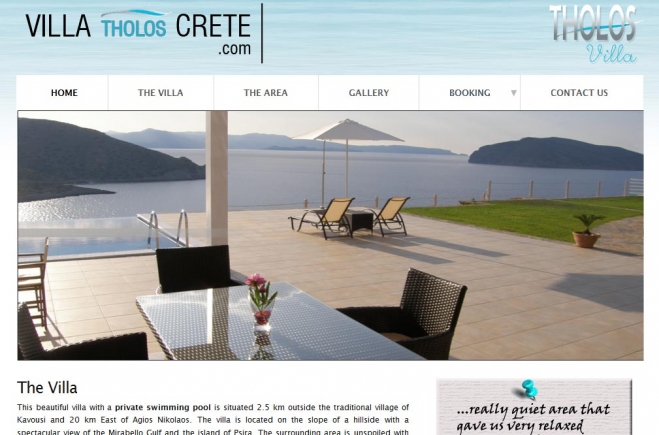 VILLA THOLOS CRETE
.com
THOLOS
Villa
HOME THE VILLA THE AREA GALLERY BOOKING CONTACT US
The Villa
This beautiful villa with a private swimming pool is situated 2.5 km outside the traditional village of
Kavousi and 20 km East of Agios Nikolaos. The villa is located on the slope of a hillside with a
spectacular view of the Mirabello Gulf and the island of Psira. The surrounding area is unspoiled with
...really quiet area that
gave us very relaxed